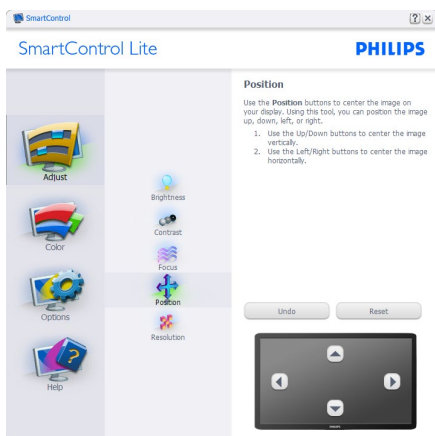 SmartControl
SmartControl Lite
PHILIPS
Adjust
Color
Options
Help
Brightness
Contrast
Focus
Position
Resolution
Position
Use the Position buttons to center the image on
your display. Using this tool, you can position the image
up, down, left, or right.
1. Use the Up/Down buttons to center the image
vertically.
2. Use the Left/Right buttons to center the image
horizontally.
Undo
Reset
PHILIPS